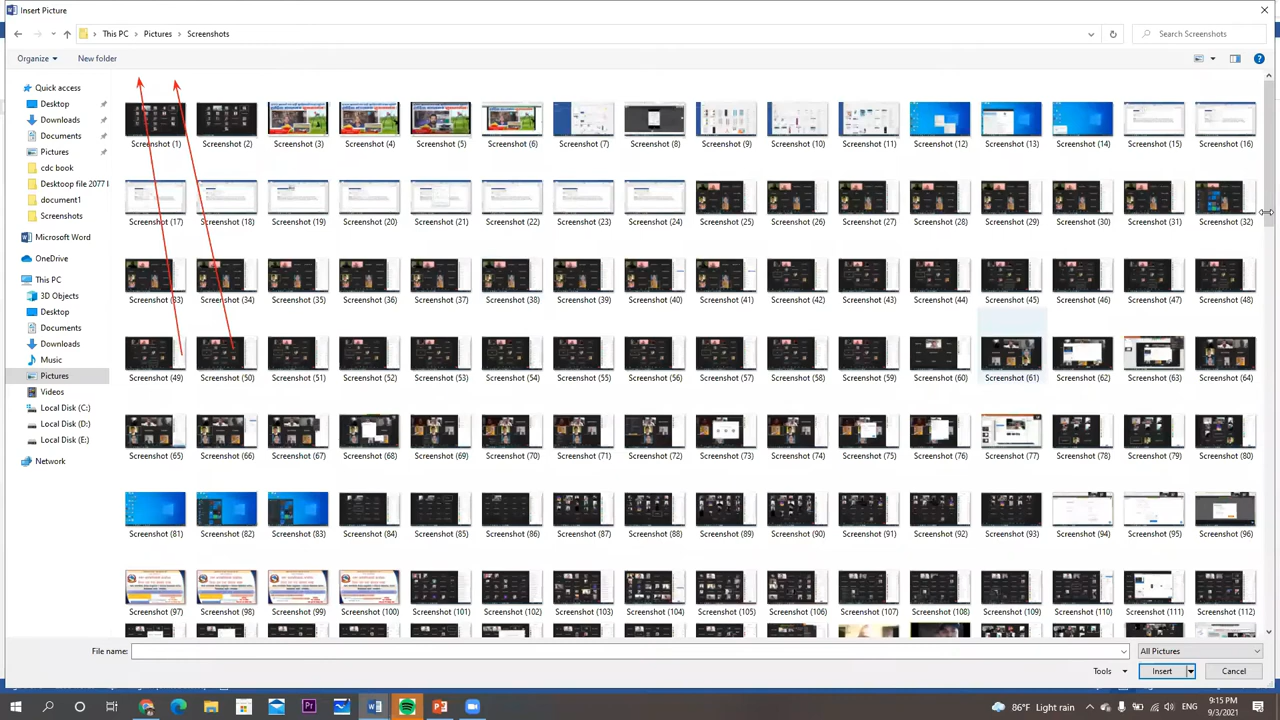 Insert Picture
This PC > Pictures > Screenshots
Search Screenshots
Organize
New folder
Quick access
Desktop
Downloads
Documents
Pictures
cdc book
Desktoop file 2077 l
document1
Screenshots
Microsoft Word
OneDrive
This PC
3D Objects
Desktop
Documents
Downloads
Music
Pictures
Videos
Local Disk (C:)
Local Disk (D:)
Local Disk (E:)
Network
Screenshot (1) Screenshot (2) Screenshot (3) Screenshot (4) Screenshot (5) Screenshot (6) Screenshot (7) Screenshot (8) Screenshot (9) Screenshot (10) Screenshot (11) Screenshot (12) Screenshot (13) Screenshot (14) Screenshot (15) Screenshot (16)
Screenshot (17) Screenshot (18) Screenshot (19) Screenshot (20) Screenshot (21) Screenshot (22) Screenshot (23) Screenshot (24) Screenshot (25) Screenshot (26) Screenshot (27) Screenshot (28) Screenshot (29) Screenshot (30) Screenshot (31) Screenshot (32)
Screenshot (33) Screenshot (34) Screenshot (35) Screenshot (36) Screenshot (37) Screenshot (38) Screenshot (39) Screenshot (40) Screenshot (41) Screenshot (42) Screenshot (43) Screenshot (44) Screenshot (45) Screenshot (46) Screenshot (47) Screenshot (48)
Screenshot (49) Screenshot (50) Screenshot (51) Screenshot (52) Screenshot (53) Screenshot (54) Screenshot (55) Screenshot (56) Screenshot (57) Screenshot (58) Screenshot (59) Screenshot (60) Screenshot (61) Screenshot (62) Screenshot (63) Screenshot (64)
Screenshot (65) Screenshot (66) Screenshot (67) Screenshot (68) Screenshot (69) Screenshot (70) Screenshot (71) Screenshot (72) Screenshot (73) Screenshot (74) Screenshot (75) Screenshot (76) Screenshot (77) Screenshot (78) Screenshot (79) Screenshot (80)
Screenshot (81) Screenshot (82) Screenshot (83) Screenshot (84) Screenshot (85) Screenshot (86) Screenshot (87) Screenshot (88) Screenshot (89) Screenshot (90) Screenshot (91) Screenshot (92) Screenshot (93) Screenshot (94) Screenshot (95) Screenshot (96)
Screenshot (97) Screenshot (98) Screenshot (99) Screenshot (100) Screenshot (101) Screenshot (102) Screenshot (103) Screenshot (104) Screenshot (105) Screenshot (106) Screenshot (107) Screenshot (108) Screenshot (109) Screenshot (110) Screenshot (111) Screenshot (112)
File name:
All Pictures
Tools
Insert
Cancel
86°F Light rain
9:15 PM
9/3/2021